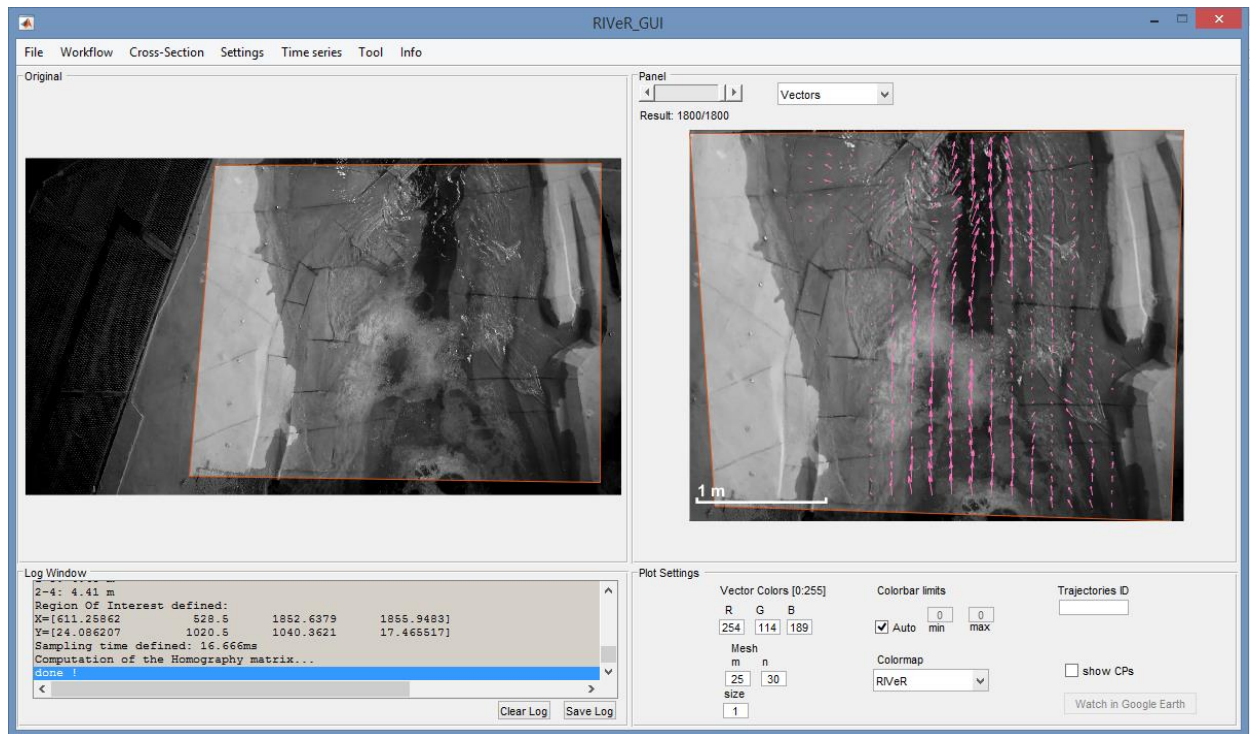 RIVeR_GUI
File Workflow Cross-Section Settings Time series Tool Info
Original
Panel
Vectors
Result: 1800/1800
1 m
Log Window
2-4: 4.41 m
Region Of Interest defined:
X=[611.25862 528.5 1852.6379 1855.9483]
Y=[24.086207 1020.5 1040.3621 17.465517]
Sampling time defined: 16.666ms
Computation of the Homography matrix...
done !
Clear Log Save Log
Plot Settings
Vector Colors [0:255]
R G B
254 114 189
Mesh
m n
25 30
size
1
Colorbar limits
0 0
Auto min max
Colormap
RIVeR
Trajectories ID
show CPs
Watch in Google Earth